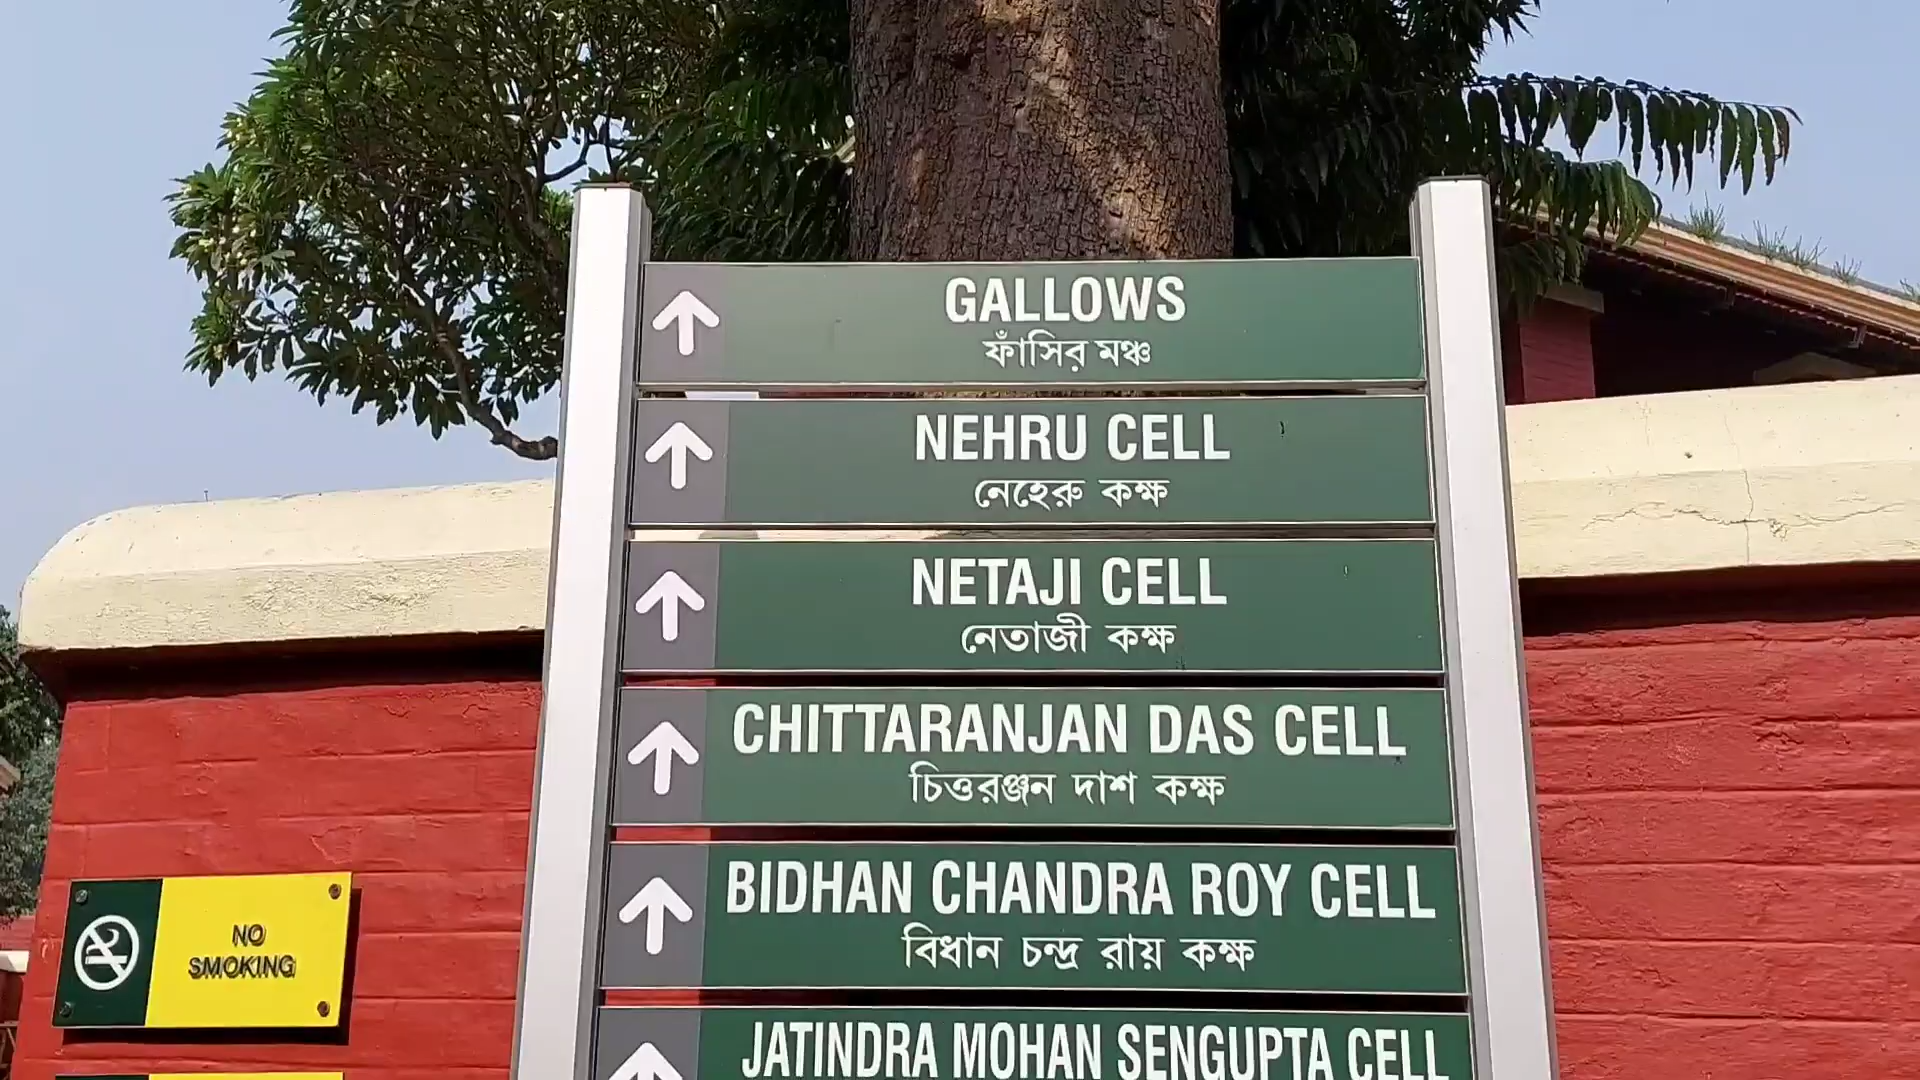 GALLOWS
ফাঁসির মঞ্চ
NEHRU CELL
নেহেরু কক্ষ
NETAJI CELL
নেতাজী কক্ষ
CHITTARANJAN DAS CELL
চিত্তরঞ্জন দাশ কক্ষ
BIDHAN CHANDRA ROY CELL
বিধান চন্দ্র রায় কক্ষ
JATINDRA MOHAN SENGUPTA CELL
NO
SMOKING